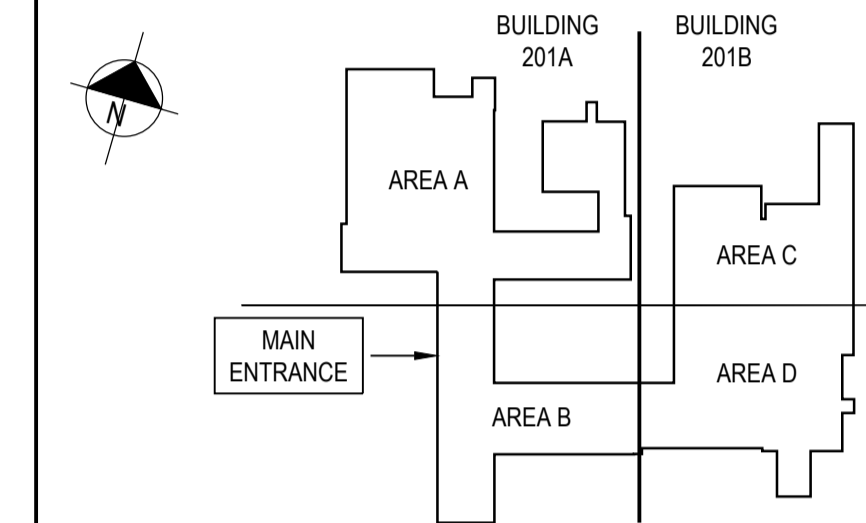 BUILDING
201A
BUILDING
201B
N
AREA A
AREA C
MAIN
ENTRANCE
AREA D
AREA B